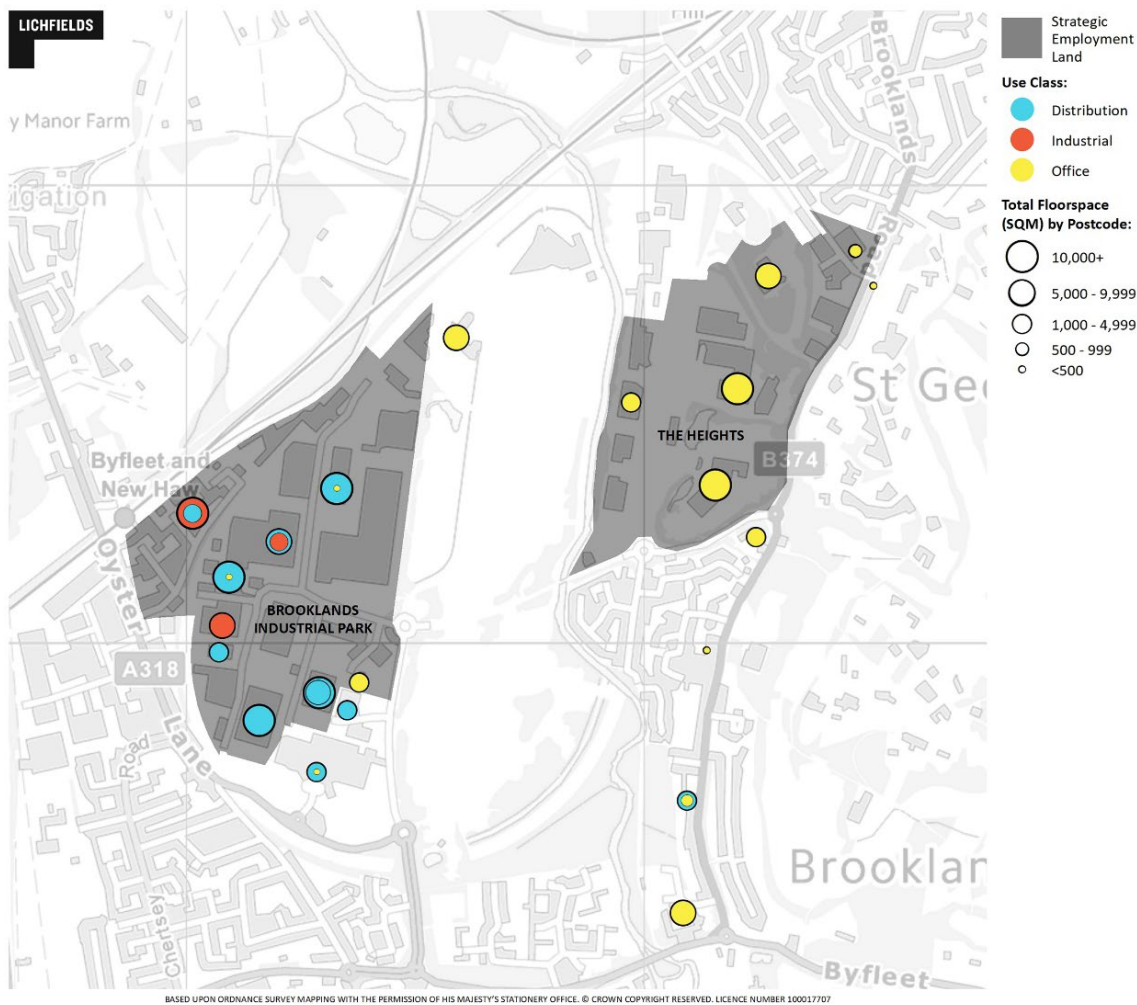 LICHFIELDS
Strategic
Employment
Land
Use Class:
Distribution
Industrial
Office
Total Floorspace
(SQM) by Postcode:
10,000+
5,000 - 9,999
1,000 - 4,999
500 - 999
<500
Hill
Brooklands
Road
y Manor Farm
igation
St Geo
THE HEIGHTS
B374
Byfleet and
New Haw
Oyster
Lane
BROOKLANDS
INDUSTRIAL PARK
A318
Road
Chertsey
Brooklan
Byfleet
BASED UPON ORDNANCE SURVEY MAPPING WITH THE PERMISSION OF HIS MAJESTY'S STATIONERY OFFICE. © CROWN COPYRIGHT RESERVED. LICENCE NUMBER 100017707